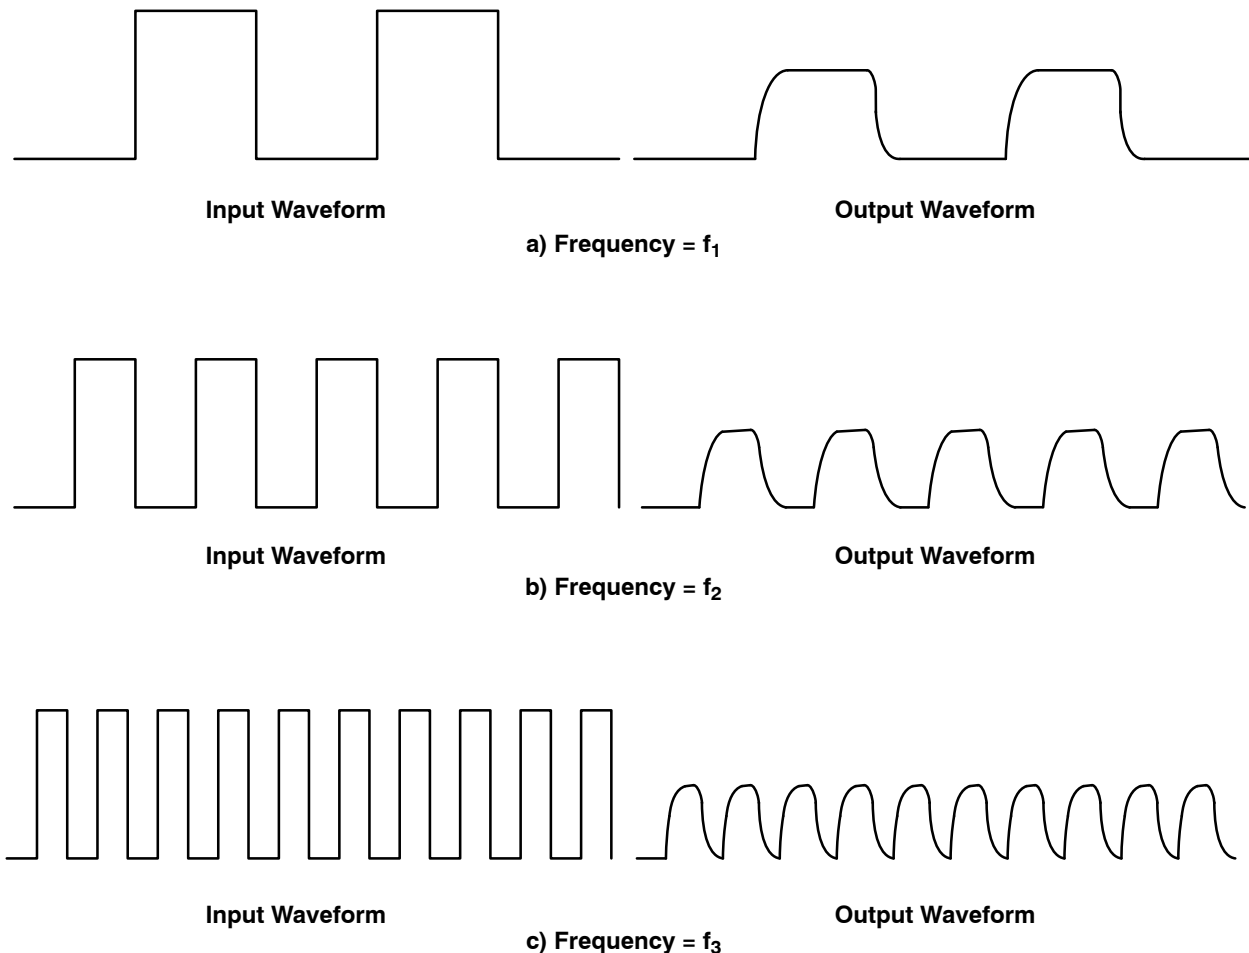 Input Waveform
Output Waveform
a) Frequency = f1
Input Waveform
Output Waveform
b) Frequency = f2
Input Waveform
Output Waveform
c) Frequency = f3